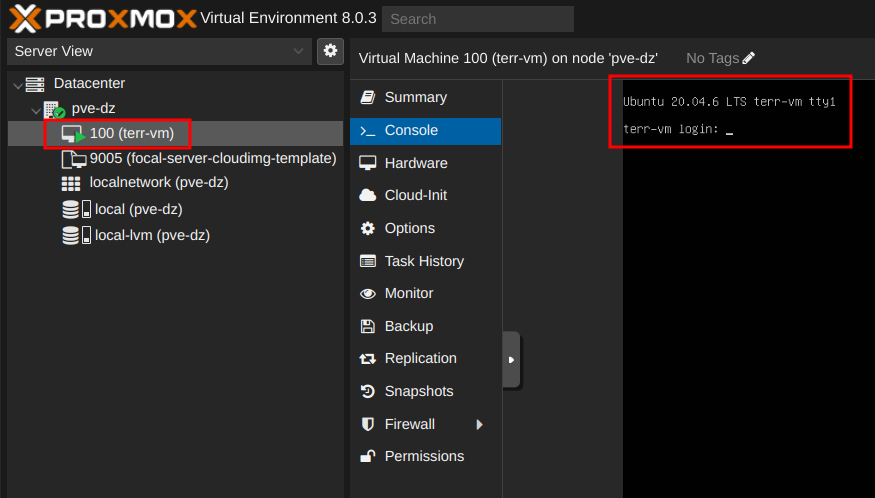 PROXMOX Virtual Environment 8.0.3 Search
Server View
Virtual Machine 100 (terr-vm) on node 'pve-dz' No Tags
Datacenter
pve-dz
100 (terr-vm)
9005 (focal-server-cloudimg-template)
localnetwork (pve-dz)
local (pve-dz)
local-lvm (pve-dz)
Summary
Console
Hardware
Cloud-Init
Options
Task History
Monitor
Backup
Replication
Snapshots
Firewall
Permissions
Ubuntu 20.04.6 LTS terr-vm tty1
terr-vm login: _